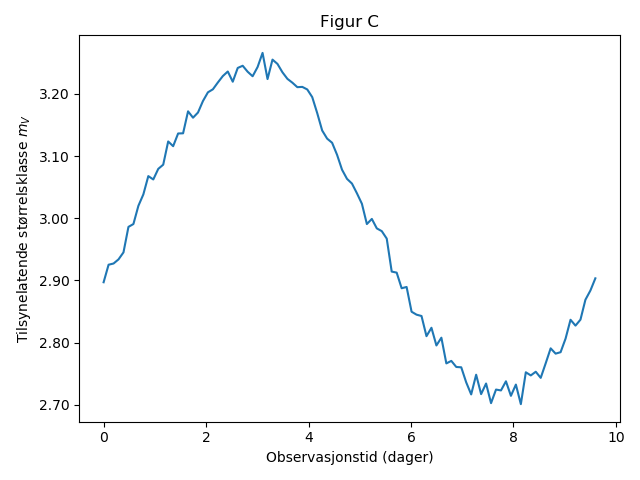 Figur C
Tilsynelatende størrelsklasse $m_V$
3.20
3.10
3.00
2.90
2.80
2.70
0 2 4 6 8 10
Observasjonstid (dager)